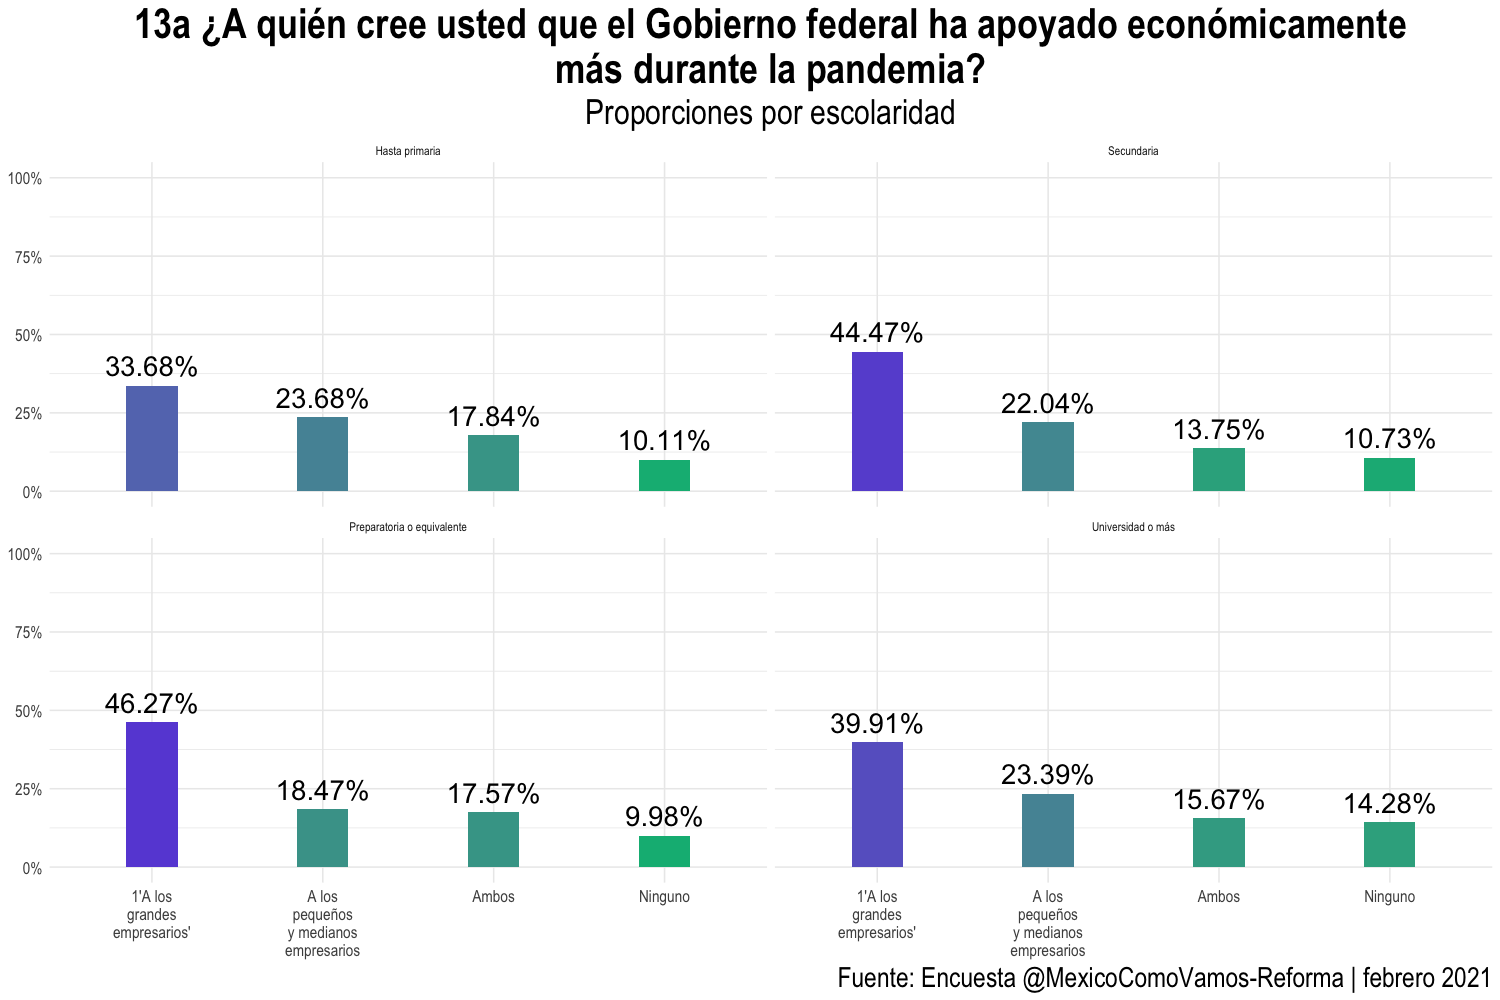 13a ¿A quién cree usted que el Gobierno federal ha apoyado económicamente
más durante la pandemia?
Proporciones por escolaridad
Hasta primaria
100%
75%
50%
25%
0%
33.68%
23.68%
17.84%
10.11%
Secundaria
44.47%
22.04%
13.75%
10.73%
Preparatoria o equivalente
100%
75%
50%
25%
0%
46.27%
18.47%
17.57%
9.98%
1'A los
grandes
empresarios'
A los
pequeños
y medianos
empresarios
Ambos
Ninguno
Universidad o más
39.91%
23.39%
15.67%
14.28%
1'A los
grandes
empresarios'
A los
pequeños
y medianos
empresarios
Ambos
Ninguno
Fuente: Encuesta @MexicoComoVamos-Reforma | febrero 2021